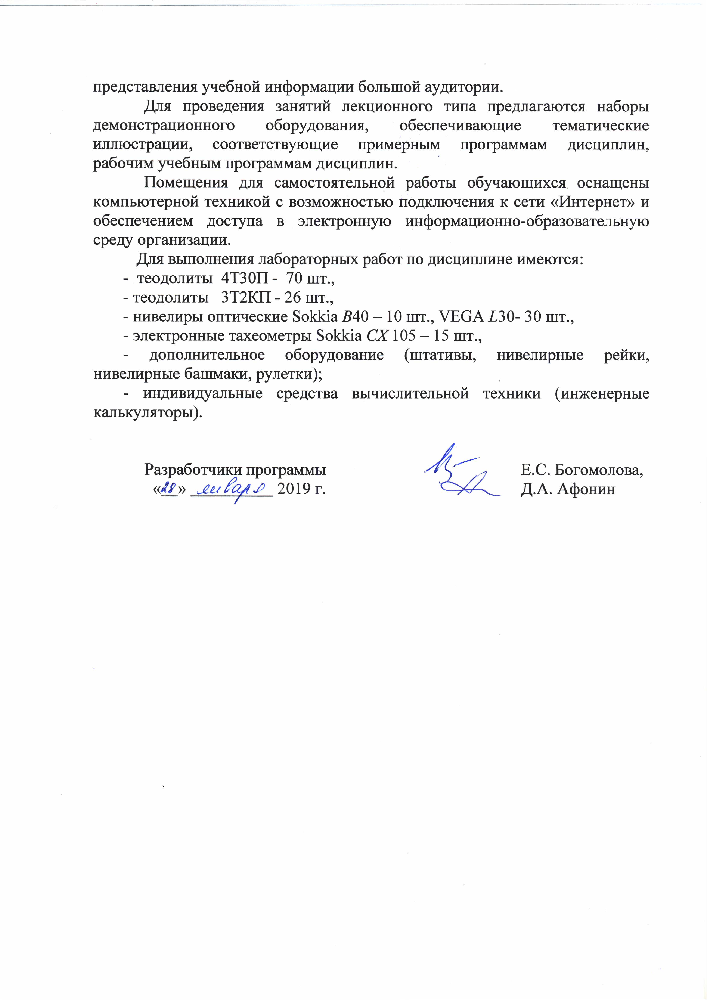 представления учебной информации большой аудитории.
Для проведения занятий лекционного типа предлагаются наборы
демонстрационного оборудования, обеспечивающие тематические
иллюстрации, соответствующие примерным программам дисциплин,
рабочим учебным программам дисциплин.
Помещения для самостоятельной работы обучающихся оснащены
компьютерной техникой с возможностью подключения к сети «Интернет» и
обеспечением доступа в электронную информационно-образовательную
среду организации.
Для выполнения лабораторных работ по дисциплине имеются:
- теодолиты 4Т30П - 70 шт.,
- теодолиты 3Т2КП - 26 шт.,
- нивелиры оптические Sokkia B40 – 10 шт., VEGA L30- 30 шт.,
- электронные тахеометры Sokkia CX 105 – 15 шт.,
- дополнительное оборудование (штативы, нивелирные рейки,
нивелирные башмаки, рулетки);
- индивидуальные средства вычислительной техники (инженерные
калькуляторы).
Разработчики программы Е.С. Богомолова,
«28» января 2019 г. Д.А. Афонин